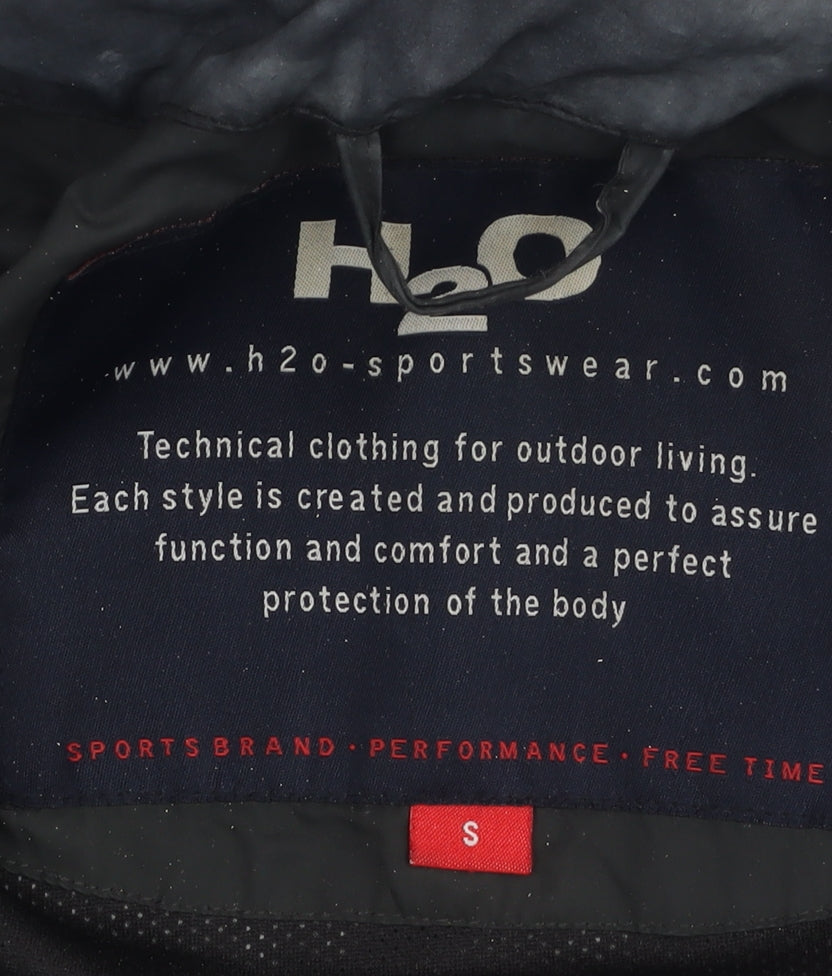 H2O
www.h2o-sportswear.com
Technical clothing for outdoor living.
Each style is created and produced to assure
function and comfort and a perfect
protection of the body
SPORTSBRAND · PERFORMANCE · FREE TIME
S